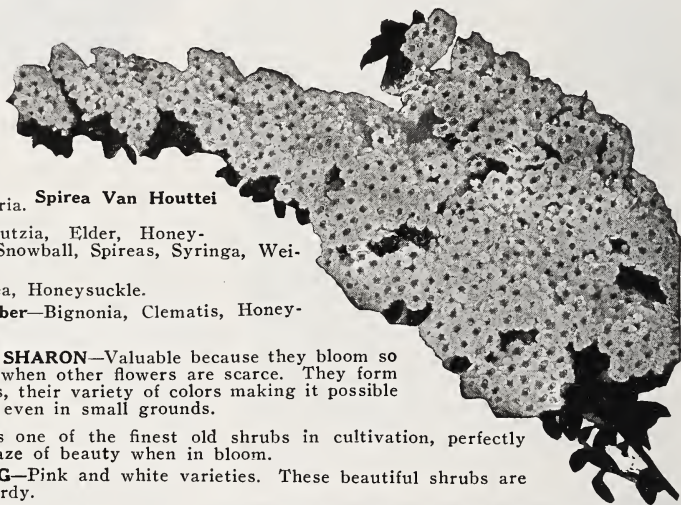 ria. Spirea Van Houttei
utzia, Elder, Honey-
Snowball, Spireas, Syringa, Wei-
ea, Honeysuckle.
ber—Bignonia, Clematis, Honey-
SHARON—Valuable because they bloom so
when other flowers are scarce. They form
s, their variety of colors making it possible
even in small grounds.
s one of the finest old shrubs in cultivation, perfectly
aze of beauty when in bloom.
G—Pink and white varieties. These beautiful shrubs are
rdy.